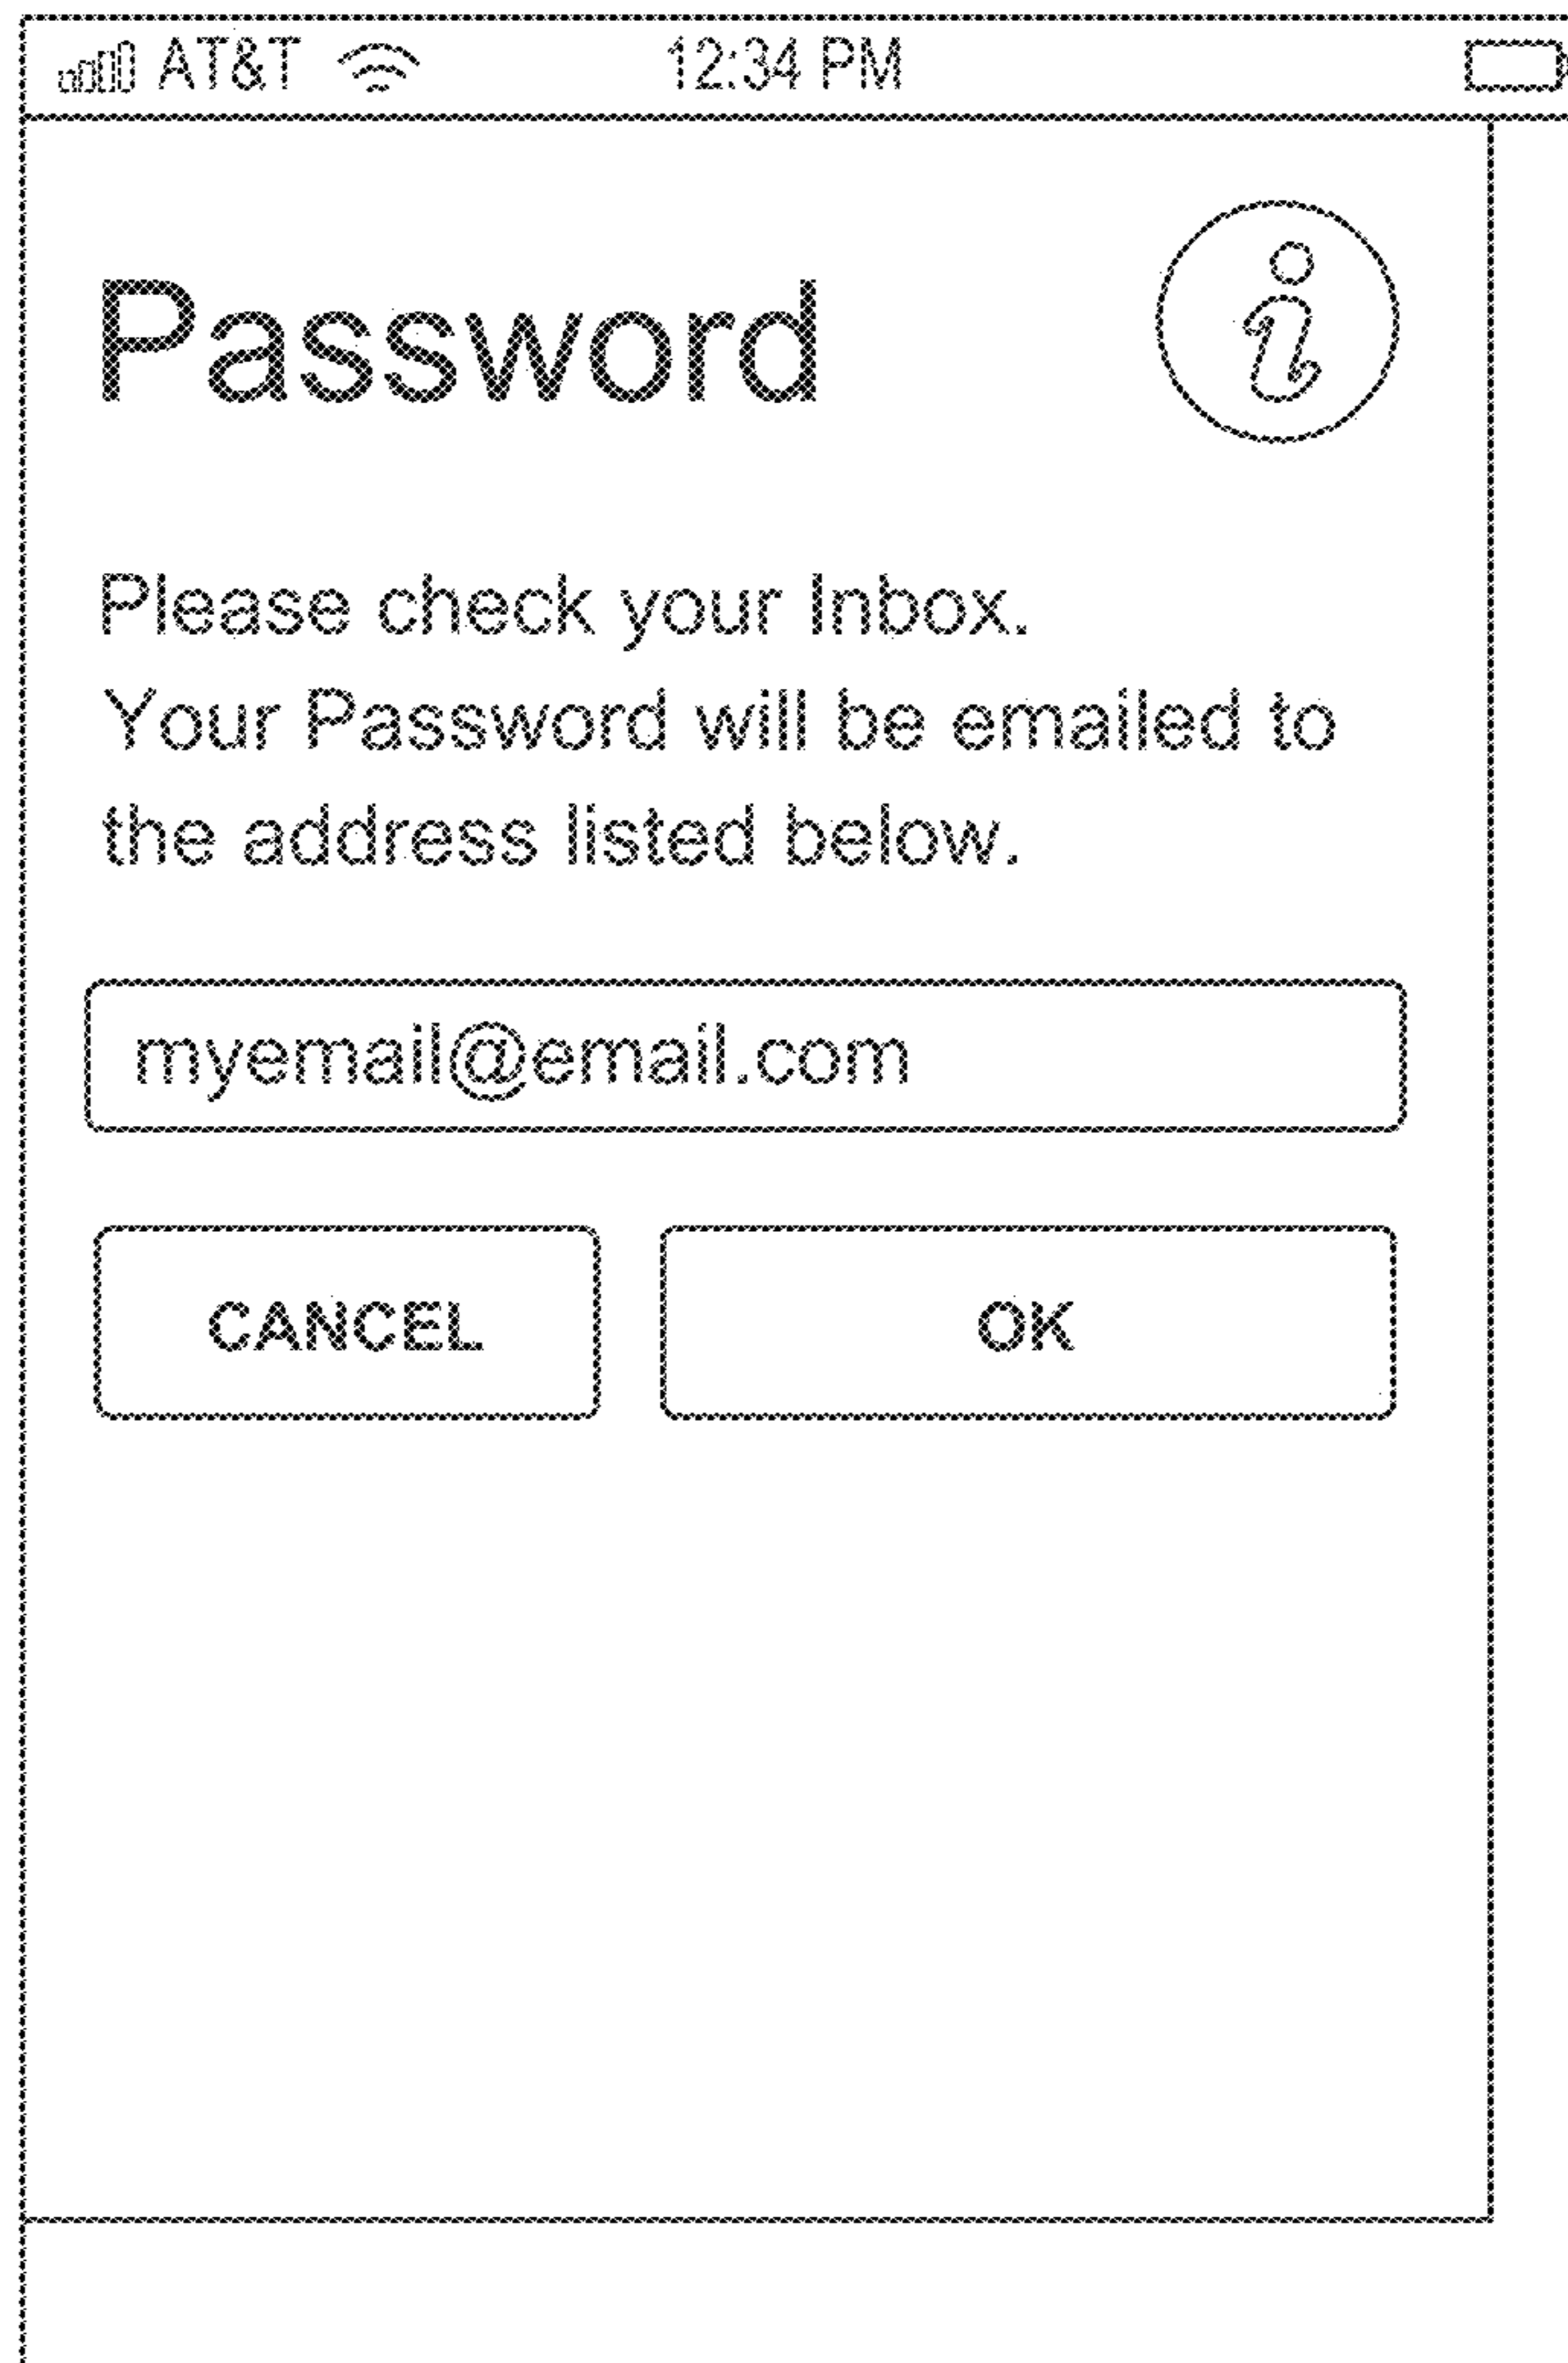 AT&T 12:34 PM
Password
i
Please check your Inbox.
Your Password will be emailed to
the address listed below.
myemail@email.com
CANCEL OK